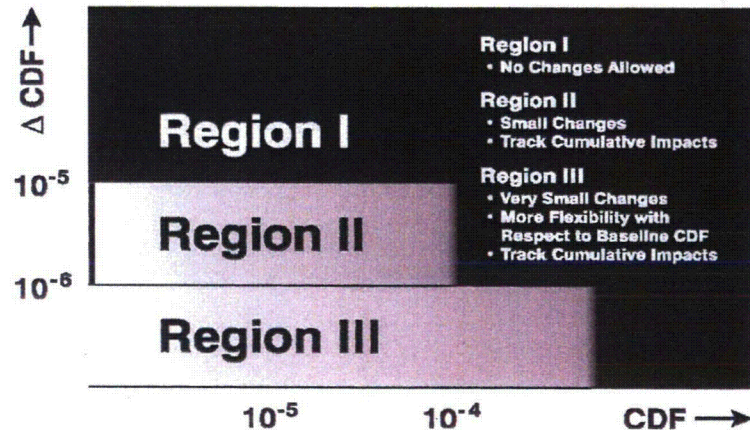 Δ CDF→
Region I
• No Changes Allowed
Region II
• Small Changes
• Track Cumulative Impacts
Region III
• Very Small Changes
• More Flexibility with
Respect to Baseline CDF
• Track Cumulative Impacts
Region I
10⁻⁵
Region II
10⁻⁶
Region III
10⁻⁵
10⁻⁴
CDF →